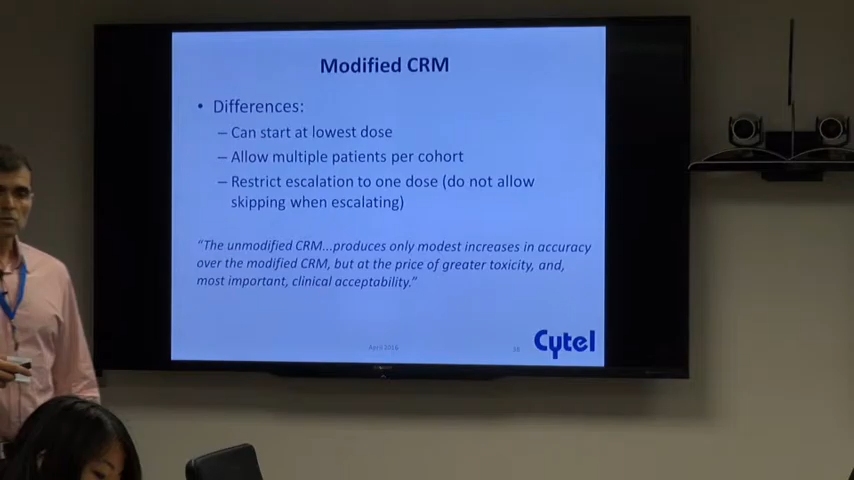 Modified CRM
• Differences:
– Can start at lowest dose
– Allow multiple patients per cohort
– Restrict escalation to one dose (do not allow
skipping when escalating)
“The unmodified CRM...produces only modest increases in accuracy
over the modified CRM, but at the price of greater toxicity, and,
most important, clinical acceptability.”
April 2016
16
Cytel